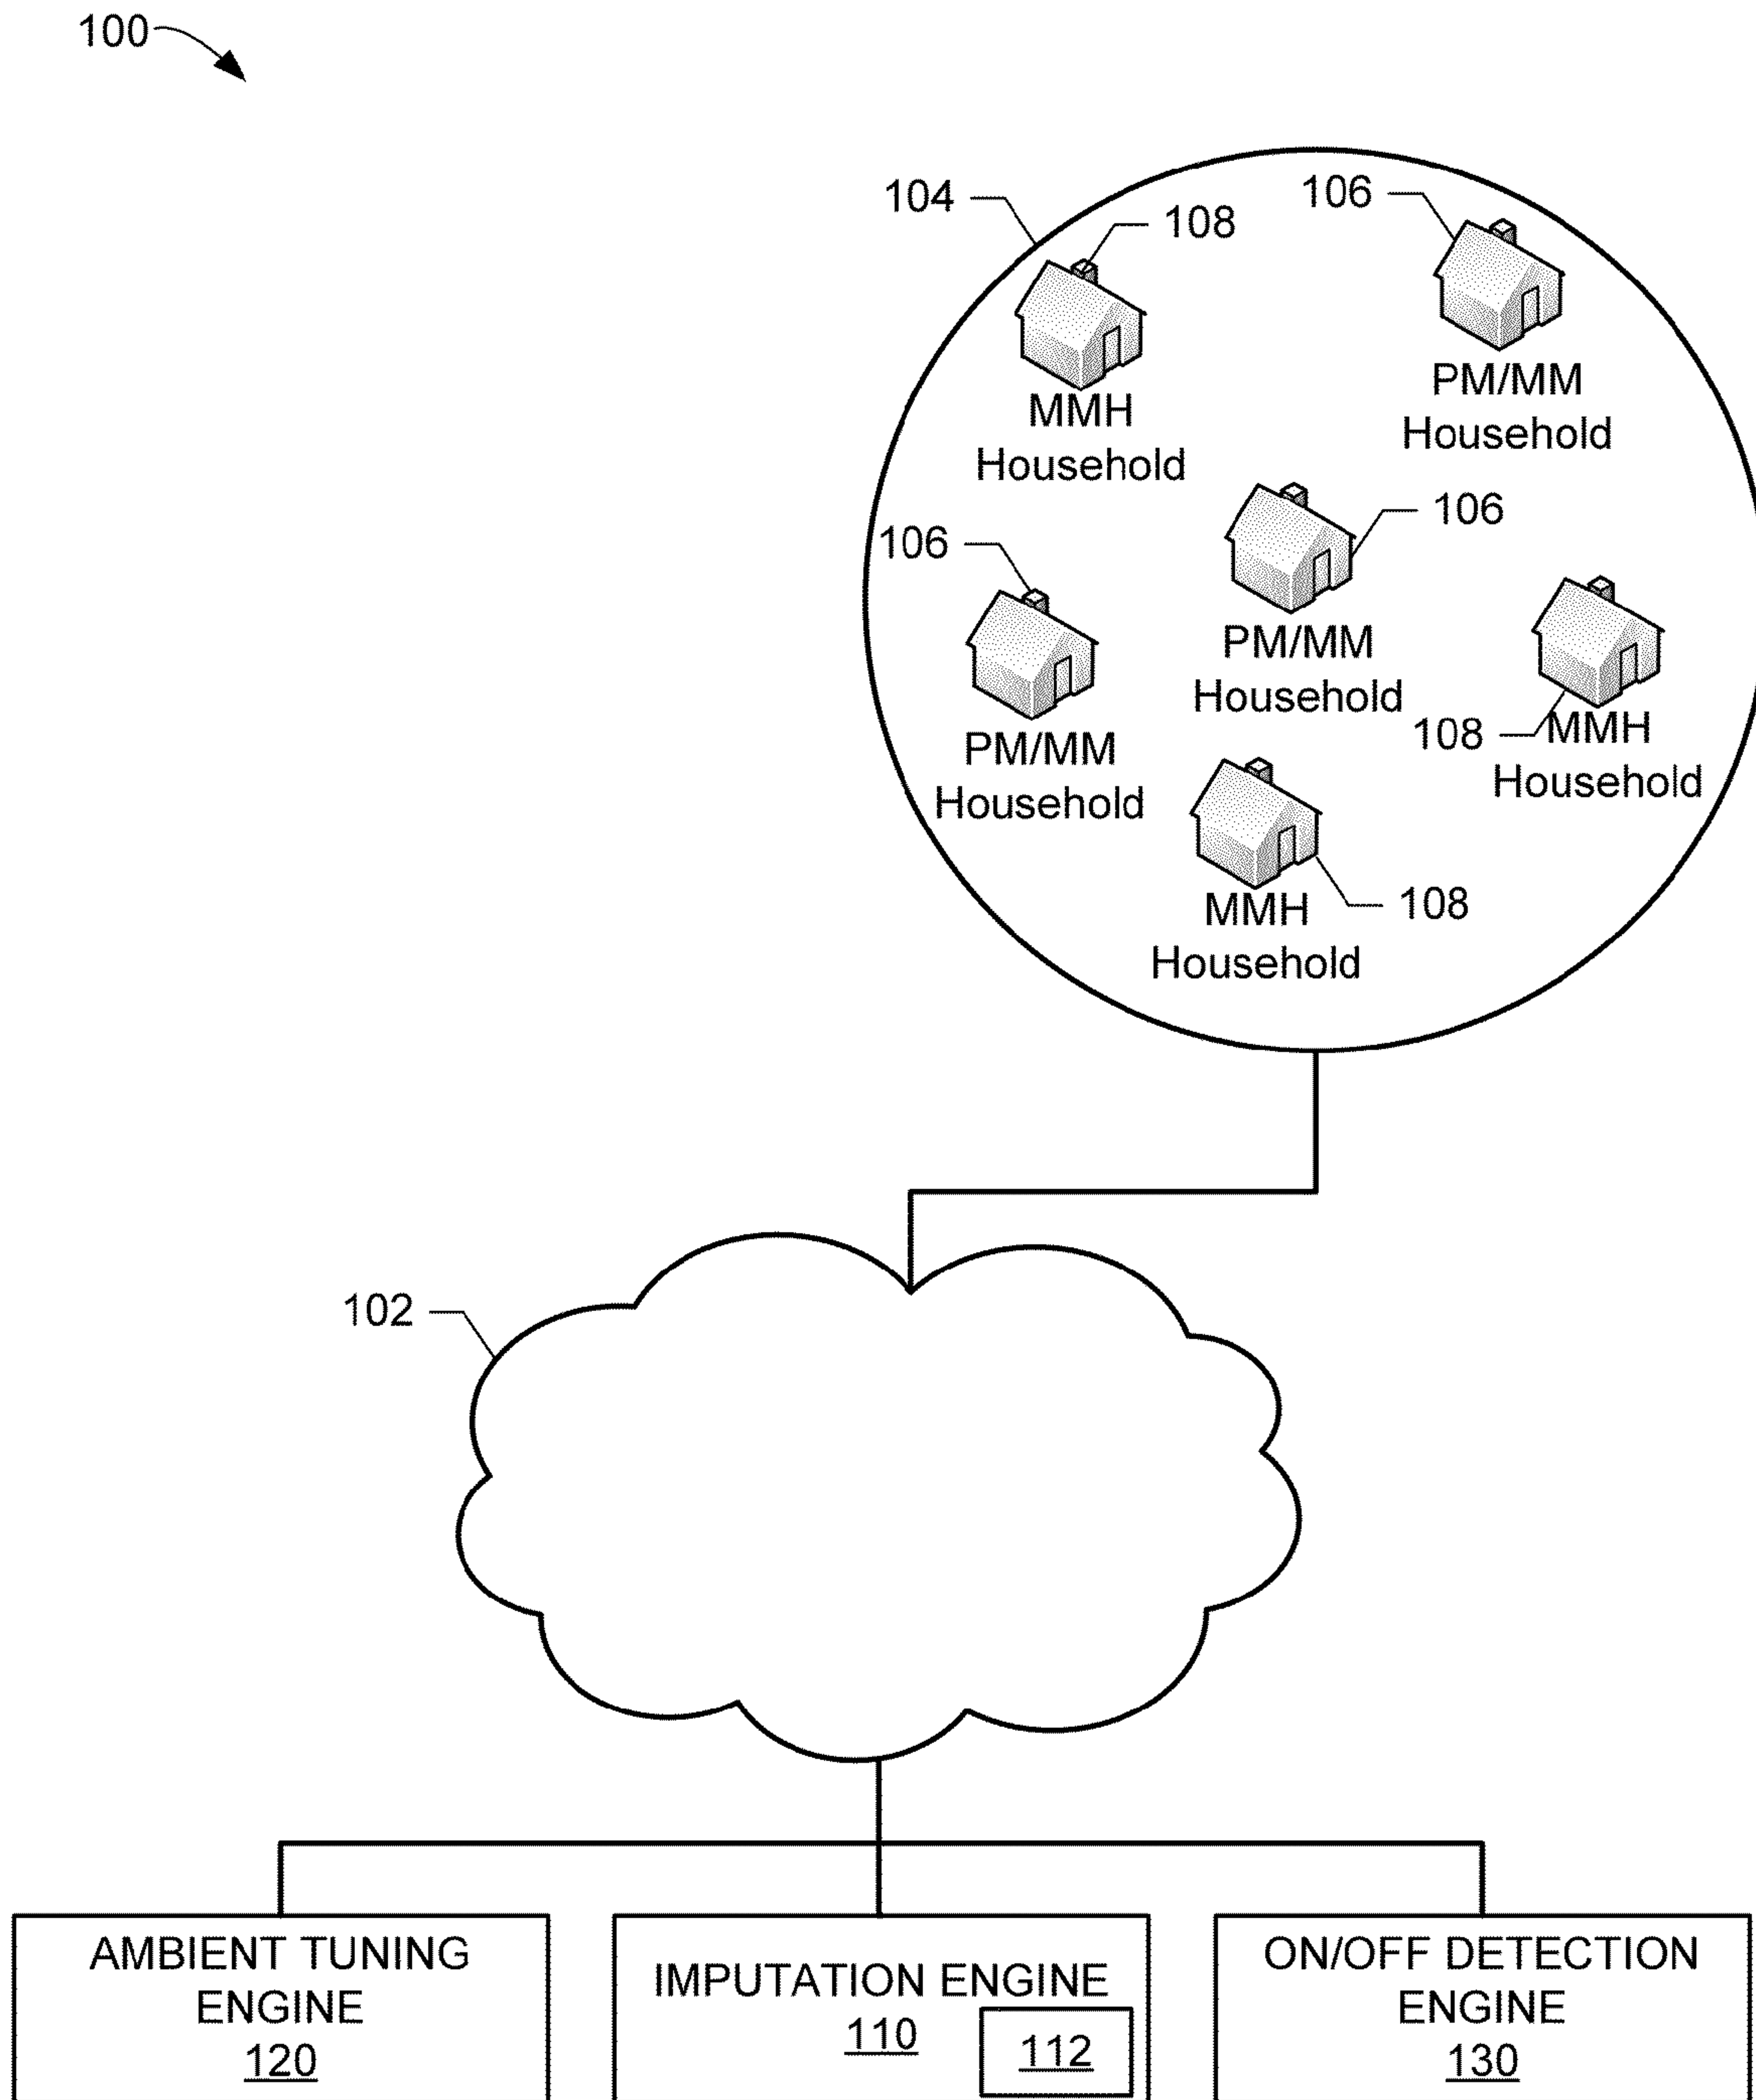 100
104
108
106
MMH
Household
PM/MM
Household
106
106
PM/MM
Household
PM/MM
Household
108
MMH
Household
MMH
Household
108
102
AMBIENT TUNING
ENGINE
120
IMPUTATION ENGINE
110
112
ON/OFF DETECTION
ENGINE
130